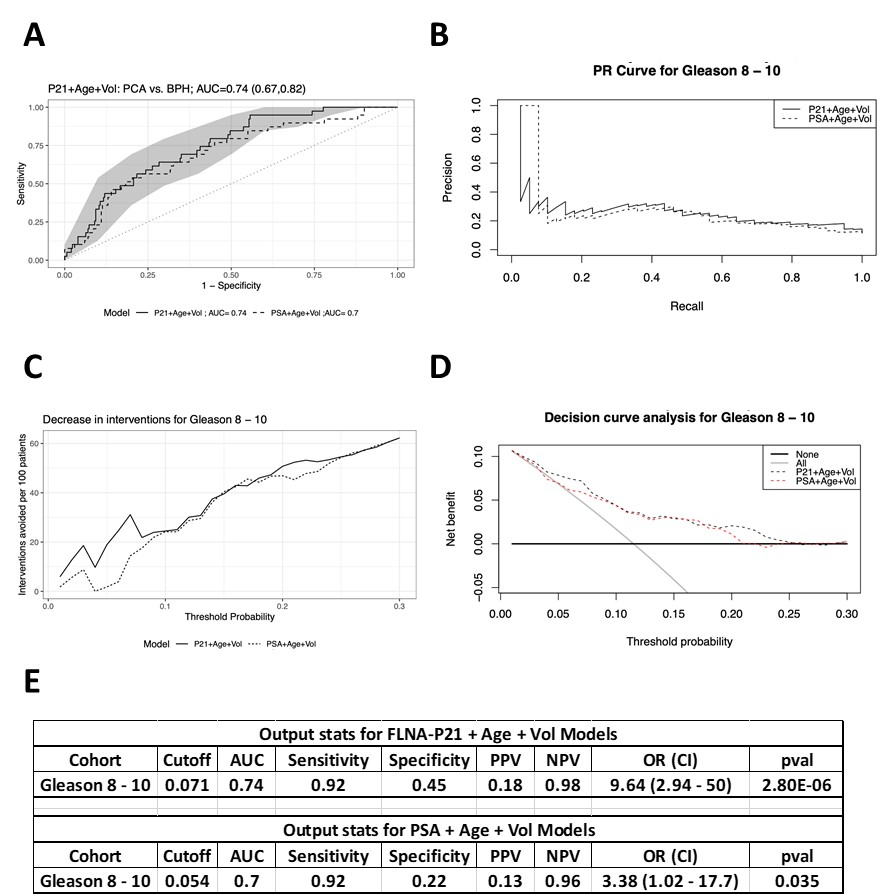 A
P21+Age+Vol: PCA vs. BPH; AUC=0.74 (0.67,0.82)
Sensitivity
1.00
0.75
0.50
0.25
0.00
0.00 0.25 0.50 0.75 1.00
1 − Specificity
Model P21+Age+Vol ; AUC= 0.74 PSA+Age+Vol ;AUC= 0.7
B
PR Curve for Gleason 8 – 10
P21+Age+Vol
PSA+Age+Vol
Precision
1.0
0.8
0.6
0.4
0.2
0.0
0.0 0.2 0.4 0.6 0.8 1.0
Recall
C
Decrease in interventions for Gleason 8 – 10
Interventions avoided per 100 patients
60
40
20
0
0.0 0.1 0.2 0.3
Threshold Probability
Model P21+Age+Vol PSA+Age+Vol
D
Decision curve analysis for Gleason 8 – 10
None
All
P21+Age+Vol
PSA+Age+Vol
Net benefit
0.10
0.05
0.00
−0.05
0.00 0.05 0.10 0.15 0.20 0.25 0.30
Threshold probability
E
Output stats for FLNA-P21 + Age + Vol Models
Cohort Cutoff AUC Sensitivity Specificity PPV NPV OR (CI) pval
Gleason 8 - 10 0.071 0.74 0.92 0.45 0.18 0.98 9.64 (2.94 - 50) 2.80E-06
Output stats for PSA + Age + Vol Models
Cohort Cutoff AUC Sensitivity Specificity PPV NPV OR (CI) pval
Gleason 8 - 10 0.054 0.7 0.92 0.22 0.13 0.96 3.38 (1.02 - 17.7) 0.035